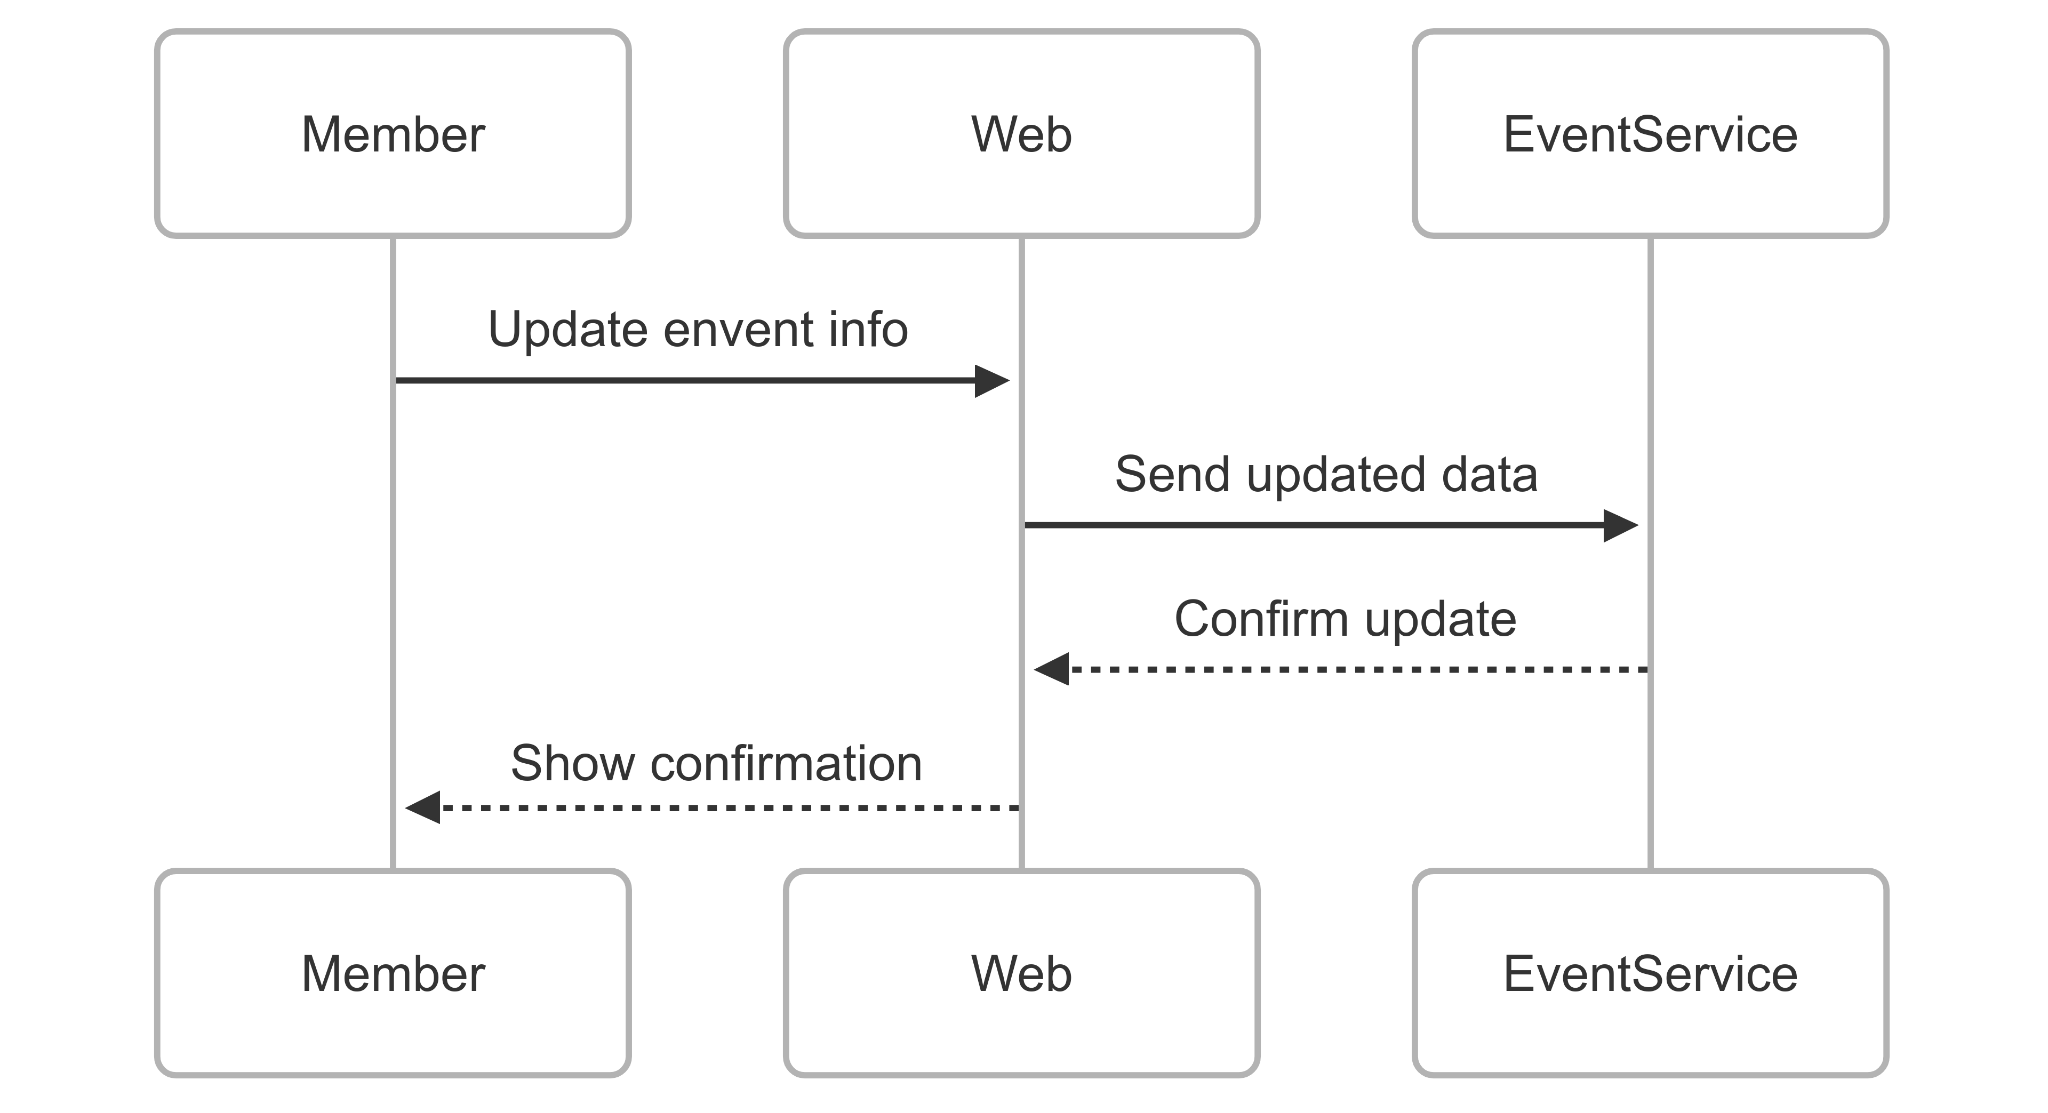 Member
Web
EventService
Update envent info
Send updated data
Confirm update
Show confirmation
Member
Web
EventService